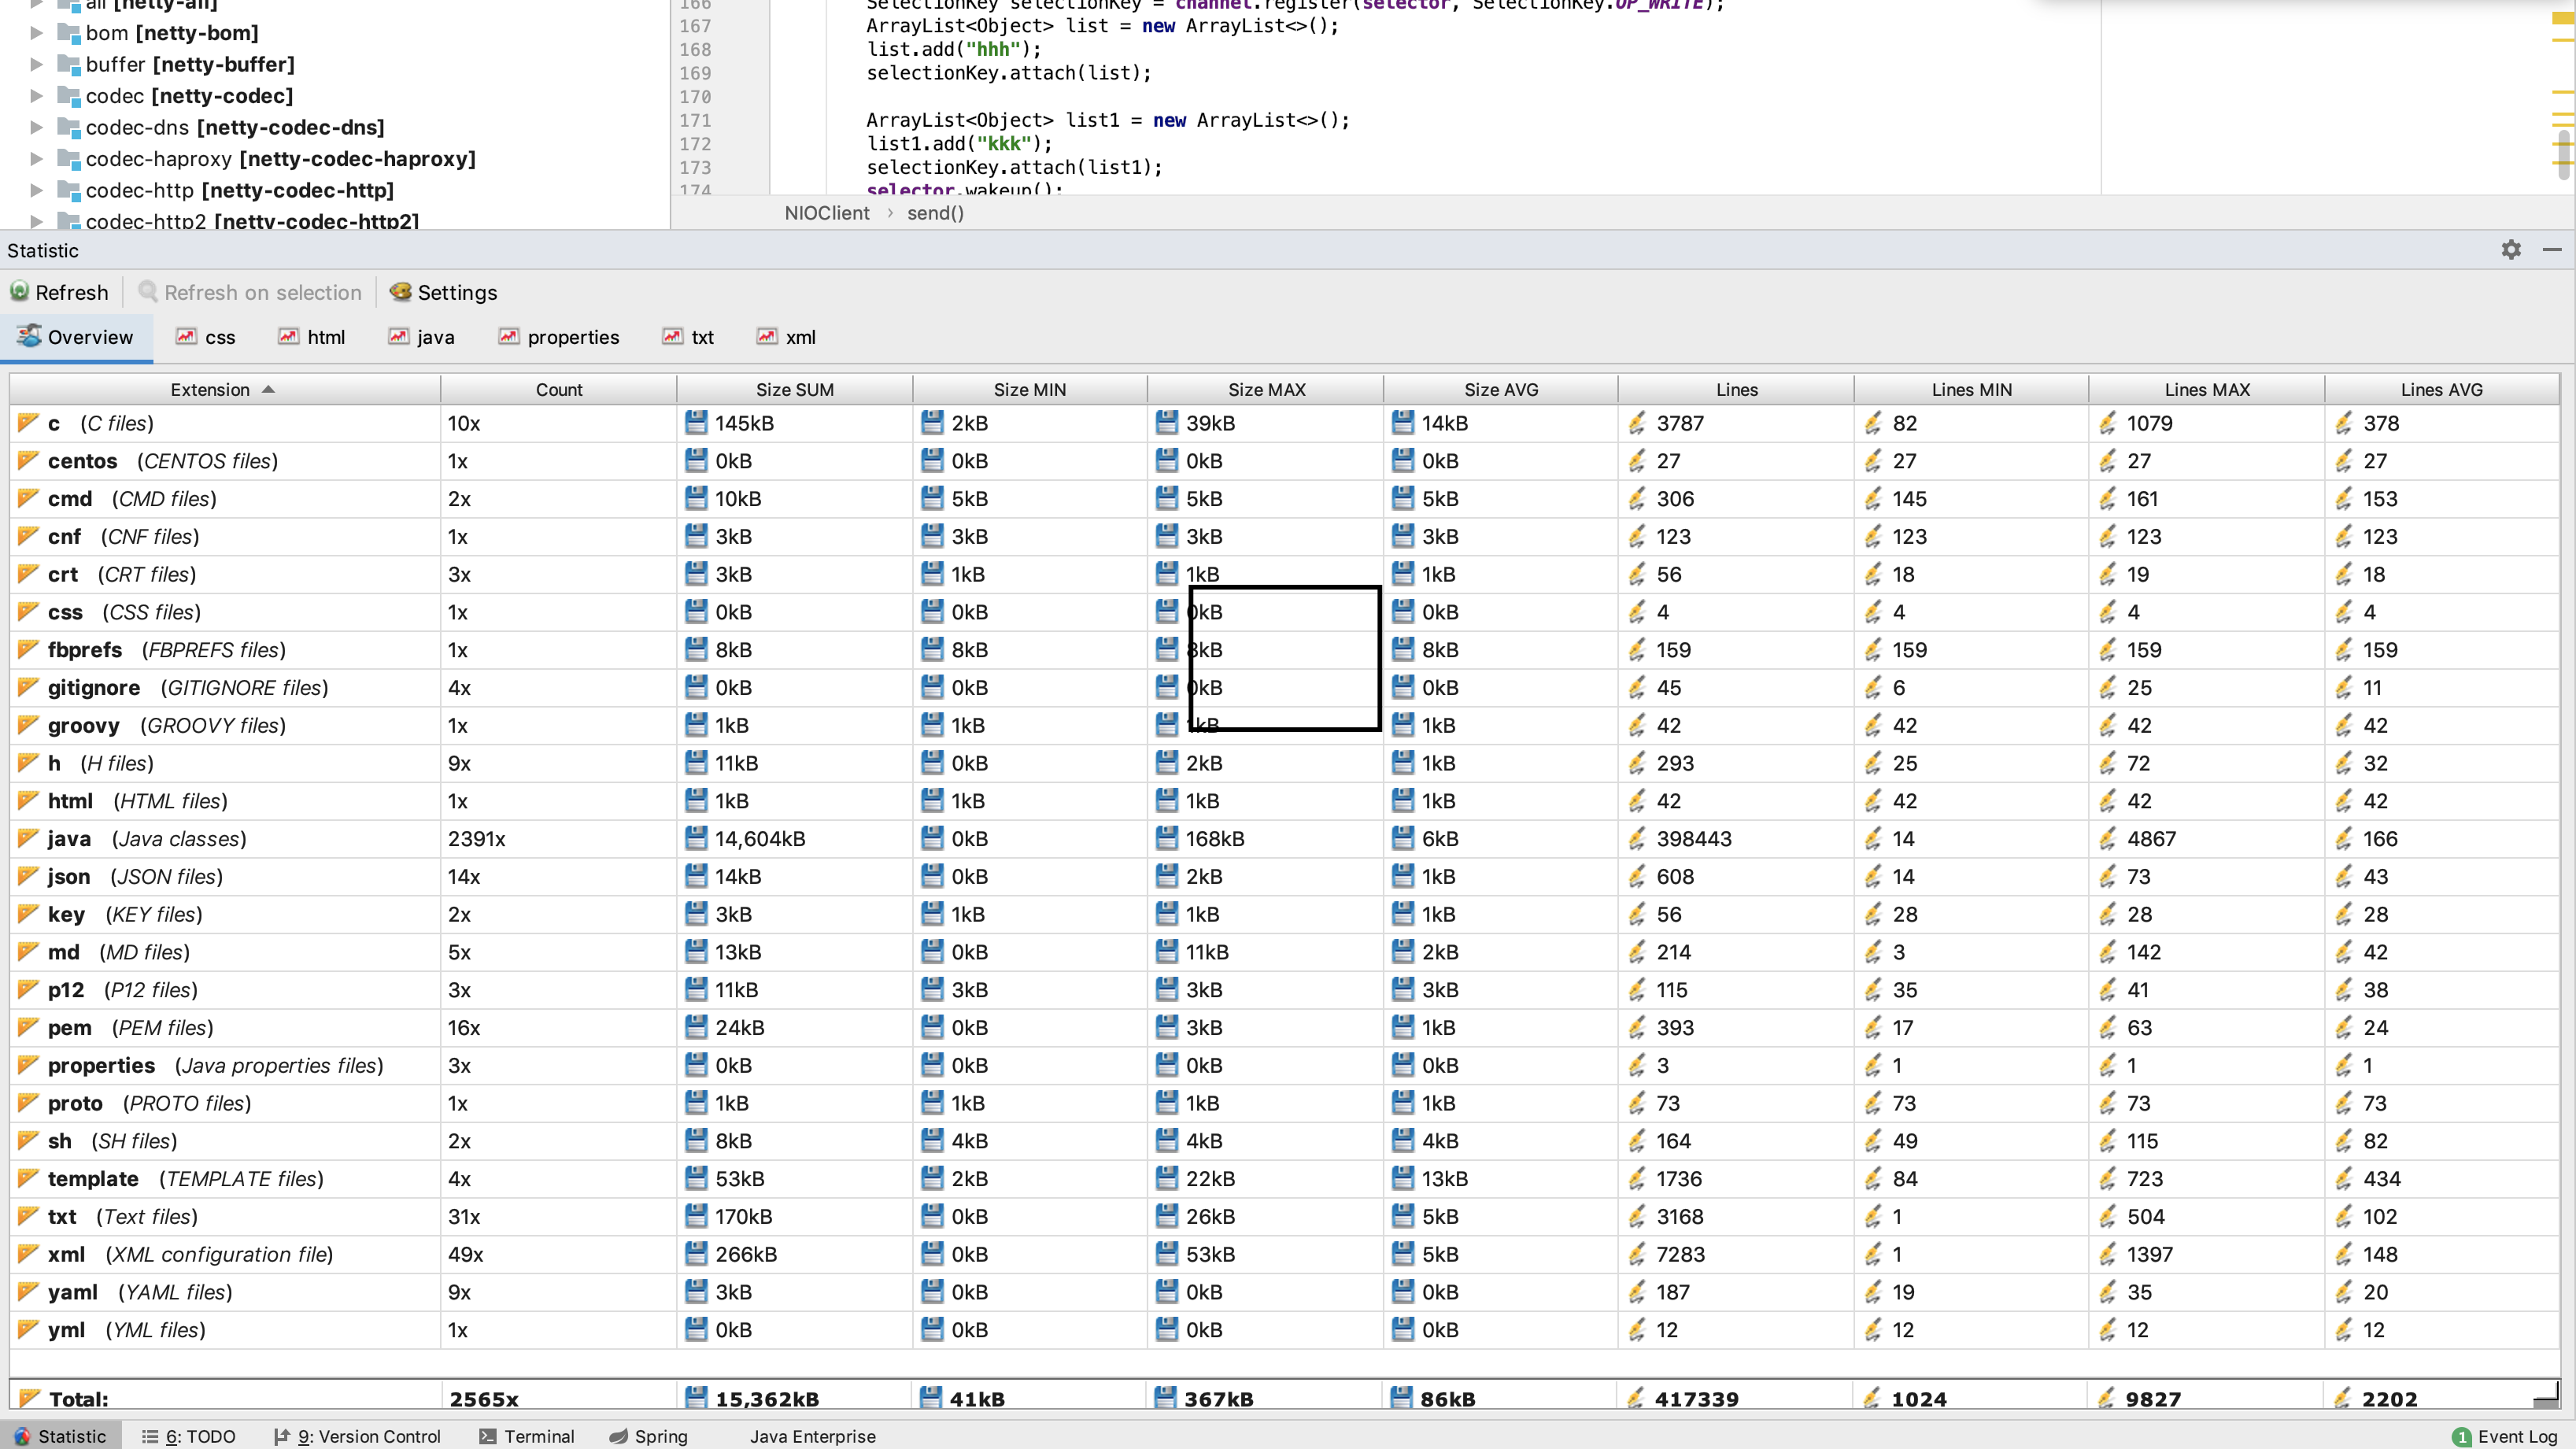 all [netty-all]
bom [netty-bom]
buffer [netty-buffer]
codec [netty-codec]
codec-dns [netty-codec-dns]
codec-haproxy [netty-codec-haproxy]
codec-http [netty-codec-http]
codec-http2 [netty-codec-http2]
166 SelectionKey selectionKey = channel.register(selector, SelectionKey.OP_WRITE);
167 ArrayList<Object> list = new ArrayList<>();
168 list.add("hhh");
169 selectionKey.attach(list);
170
171 ArrayList<Object> list1 = new ArrayList<>();
172 list1.add("kkk");
173 selectionKey.attach(list1);
174 selector.wakeup();
NIOClient › send()
Statistic
Refresh Refresh on selection Settings
Overview css html java properties txt xml
Extension Count Size SUM Size MIN Size MAX Size AVG Lines Lines MIN Lines MAX Lines AVG
c (C files) 10x 145kB 2kB 39kB 14kB 3787 82 1079 378
centos (CENTOS files) 1x 0kB 0kB 0kB 0kB 27 27 27 27
cmd (CMD files) 2x 10kB 5kB 5kB 5kB 306 145 161 153
cnf (CNF files) 1x 3kB 3kB 3kB 3kB 123 123 123 123
crt (CRT files) 3x 3kB 1kB 1kB 1kB 56 18 19 18
css (CSS files) 1x 0kB 0kB 0kB 0kB 4 4 4 4
fbprefs (FBPREFS files) 1x 8kB 8kB 8kB 8kB 159 159 159 159
gitignore (GITIGNORE files) 4x 0kB 0kB 0kB 0kB 45 6 25 11
groovy (GROOVY files) 1x 1kB 1kB 1kB 1kB 42 42 42 42
h (H files) 9x 11kB 0kB 2kB 1kB 293 25 72 32
html (HTML files) 1x 1kB 1kB 1kB 1kB 42 42 42 42
java (Java classes) 2391x 14,604kB 0kB 168kB 6kB 398443 14 4867 166
json (JSON files) 14x 14kB 0kB 2kB 1kB 608 14 73 43
key (KEY files) 2x 3kB 1kB 1kB 1kB 56 28 28 28
md (MD files) 5x 13kB 0kB 11kB 2kB 214 3 142 42
p12 (P12 files) 3x 11kB 3kB 3kB 3kB 115 35 41 38
pem (PEM files) 16x 24kB 0kB 3kB 1kB 393 17 63 24
properties (Java properties files) 3x 0kB 0kB 0kB 0kB 3 1 1 1
proto (PROTO files) 1x 1kB 1kB 1kB 1kB 73 73 73 73
sh (SH files) 2x 8kB 4kB 4kB 4kB 164 49 115 82
template (TEMPLATE files) 4x 53kB 2kB 22kB 13kB 1736 84 723 434
txt (Text files) 31x 170kB 0kB 26kB 5kB 3168 1 504 102
xml (XML configuration file) 49x 266kB 0kB 53kB 5kB 7283 1 1397 148
yaml (YAML files) 9x 3kB 0kB 0kB 0kB 187 19 35 20
yml (YML files) 1x 0kB 0kB 0kB 0kB 12 12 12 12
Total: 2565x 15,362kB 41kB 367kB 86kB 417339 1024 9827 2202
Statistic 6: TODO 9: Version Control Terminal Spring Java Enterprise 1 Event Log